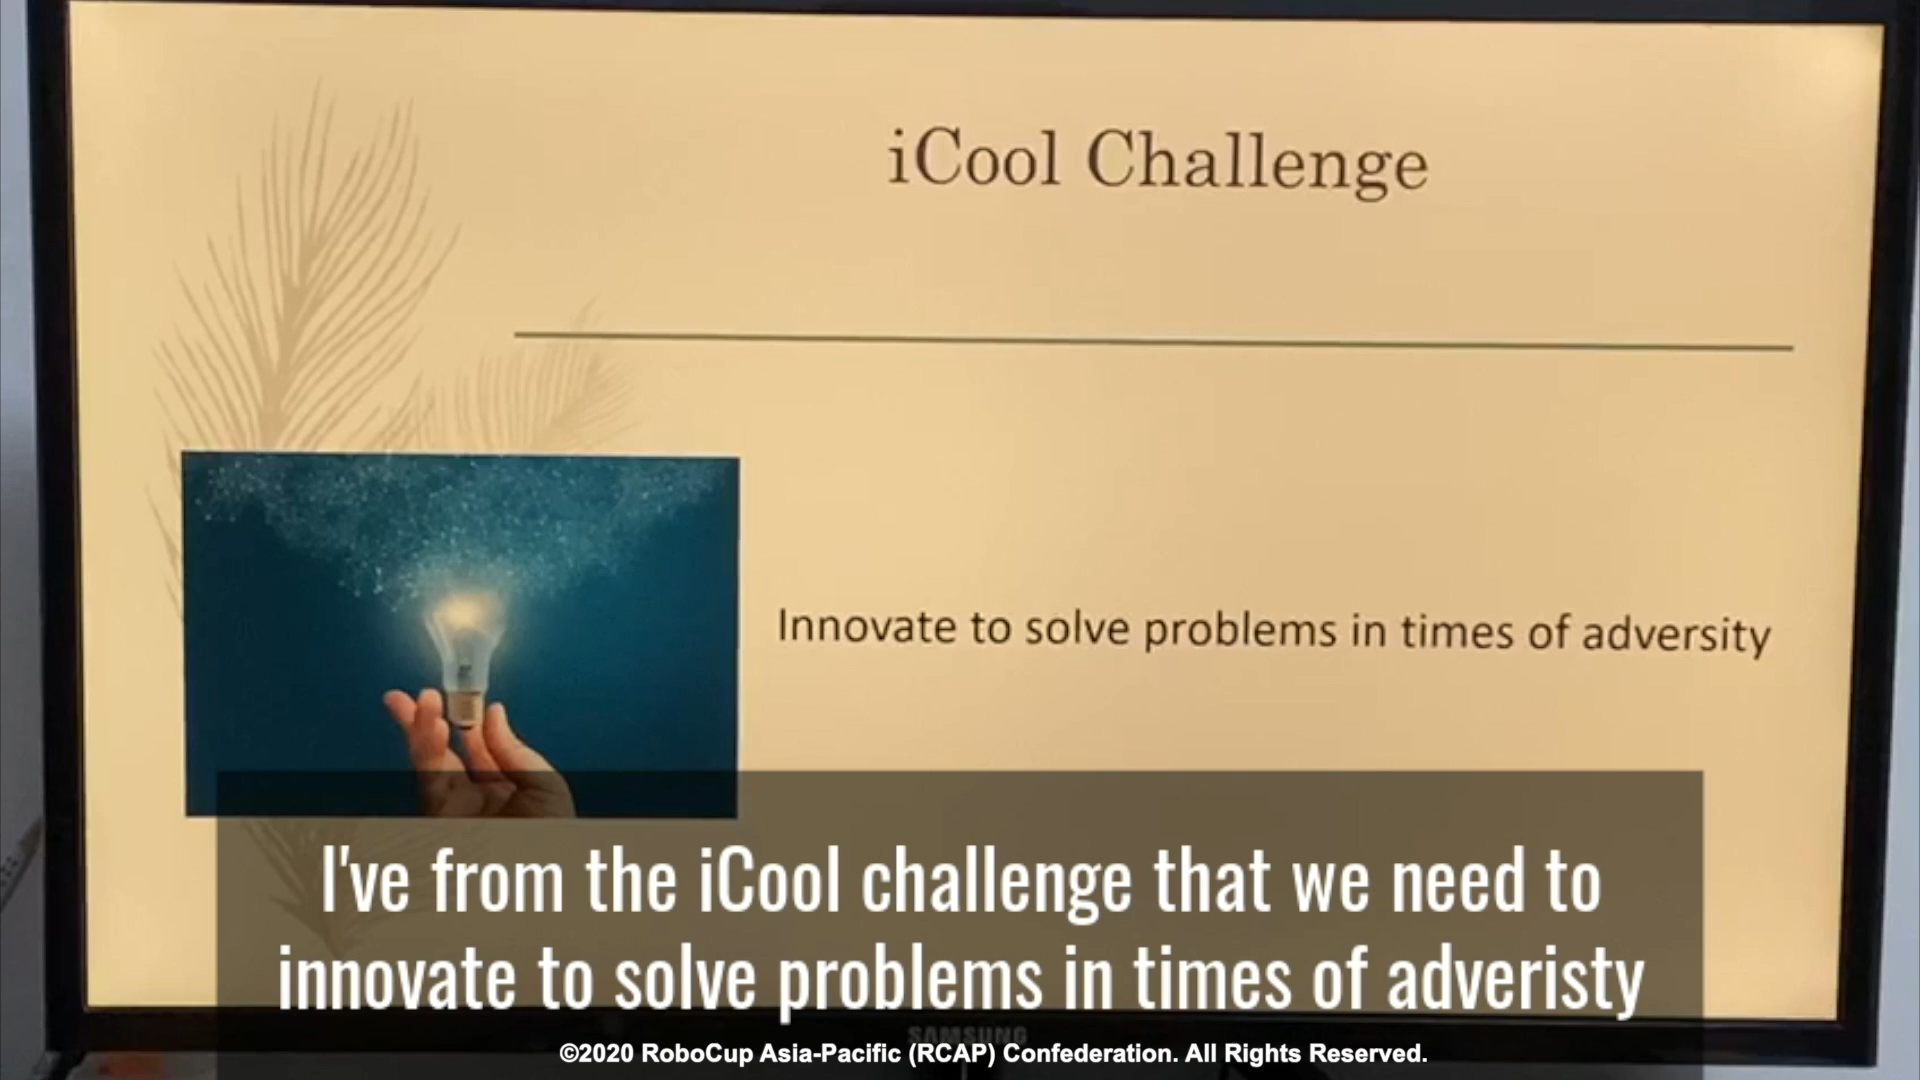 iCool Challenge
Innovate to solve problems in times of adversity
I've from the iCool challenge that we need to
innovate to solve problems in times of adveristy
SAMSUNG
©2020 RoboCup Asia-Pacific (RCAP) Confederation. All Rights Reserved.